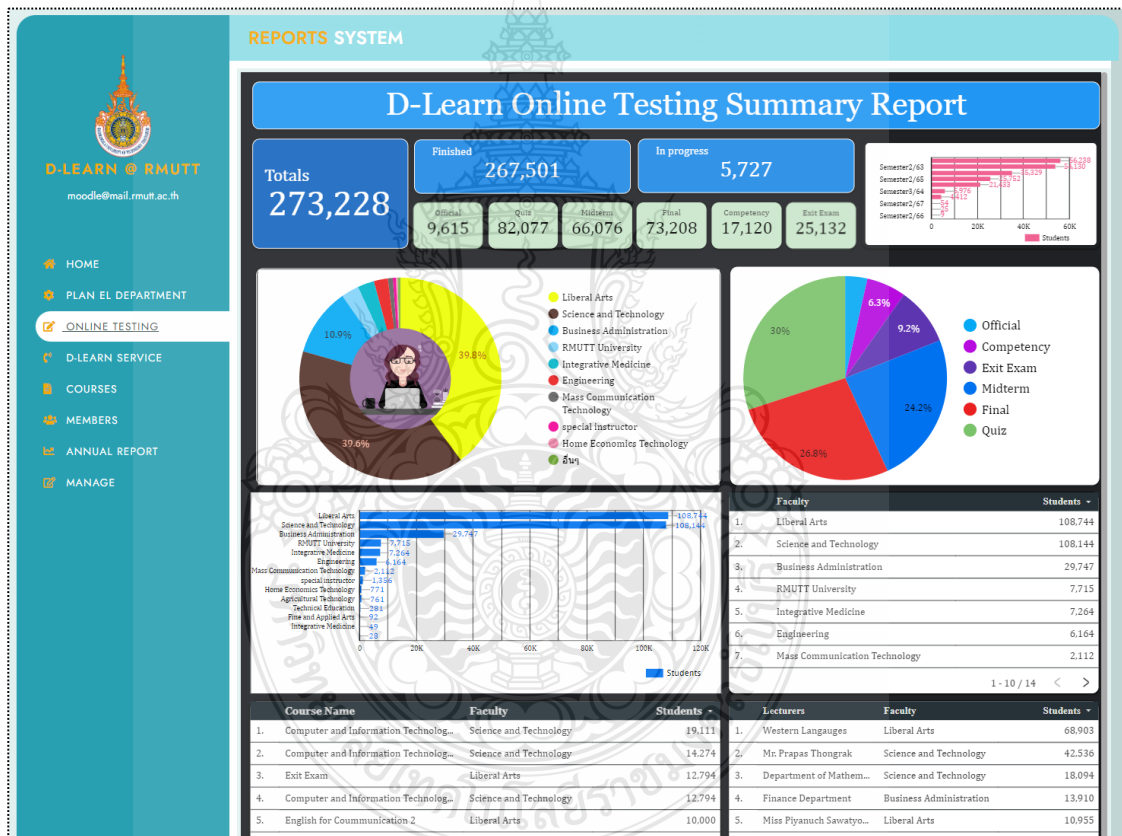 REPORTS SYSTEM
D-LEARN @ RMUTT
moodle@mail.rmutt.ac.th
HOME
PLAN EL DEPARTMENT
ONLINE TESTING
D-LEARN SERVICE
COURSES
MEMBERS
ANNUAL REPORT
MANAGE
D-Learn Online Testing Summary Report
Totals
273,228
Finished
267,501
In progress
5,727
Official
9,615
Quiz
82,077
Midterm
66,076
Final
73,208
Competency
17,120
Exit Exam
25,132
Semester2/63
Semester2/65
Semester3/64
Semester2/67
Semester2/66
56,238
54,130
35,329
25,752
21,433
5,976
4,412
54
9
0 20K 40K 60K
Students
39.8%
39.6%
10.9%
Liberal Arts
Science and Technology
Business Administration
RMUTT University
Integrative Medicine
Engineering
Mass Communication
Technology
special instructor
Home Economics Technology
อื่นๆ
6.3%
9.2%
24.2%
26.8%
30%
Official
Competency
Exit Exam
Midterm
Final
Quiz
Liberal Arts 108,744
Science and Technology 108,144
Business Administration 29,747
RMUTT University 7,715
Integrative Medicine 7,264
Engineering 6,164
Mass Communication Technology 2,112
special instructor 1,356
Home Economics Technology 771
Agricultural Technology 761
Technical Education 281
Fine and Applied Arts 92
Integrative Medicine 49
28
0 20K 40K 60K 80K 100K 120K
Students
Faculty Students
1. Liberal Arts 108,744
2. Science and Technology 108,144
3. Business Administration 29,747
4. RMUTT University 7,715
5. Integrative Medicine 7,264
6. Engineering 6,164
7. Mass Communication Technology 2,112
1 - 10 / 14
Course Name Faculty Students
1. Computer and Information Technolog... Science and Technology 19,111
2. Computer and Information Technolog... Science and Technology 14,274
3. Exit Exam Liberal Arts 12,794
4. Computer and Information Technolog... Science and Technology 12,794
5. English for Coummunication 2 Liberal Arts 10,000
Lecturers Faculty Students
1. Western Langauges Liberal Arts 68,903
2. Mr. Prapas Thongrak Science and Technology 42,536
3. Department of Mathem... Science and Technology 18,094
4. Finance Department Business Administration 13,910
5. Miss Piyanuch Sawatyo... Liberal Arts 10,955